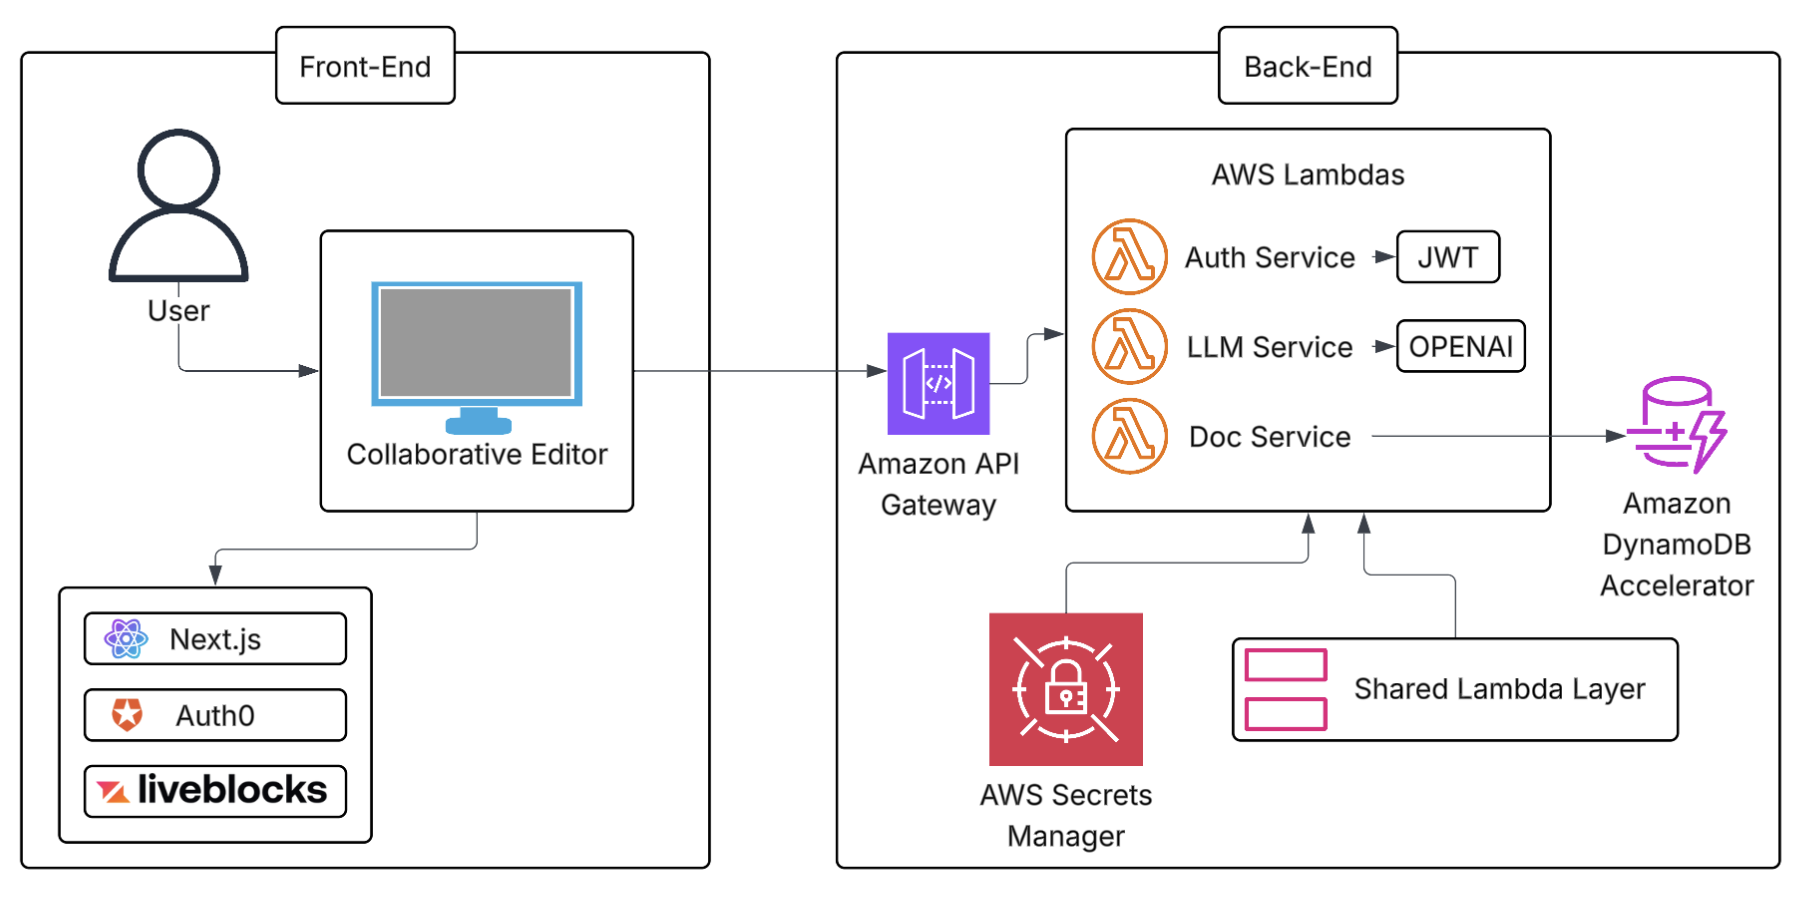 Front-End
User
Collaborative Editor
Next.js
Auth0
liveblocks
Back-End
AWS Lambdas
Auth Service
JWT
LLM Service
OPENAI
Doc Service
Amazon API
Gateway
Amazon
DynamoDB
Accelerator
AWS Secrets
Manager
Shared Lambda Layer